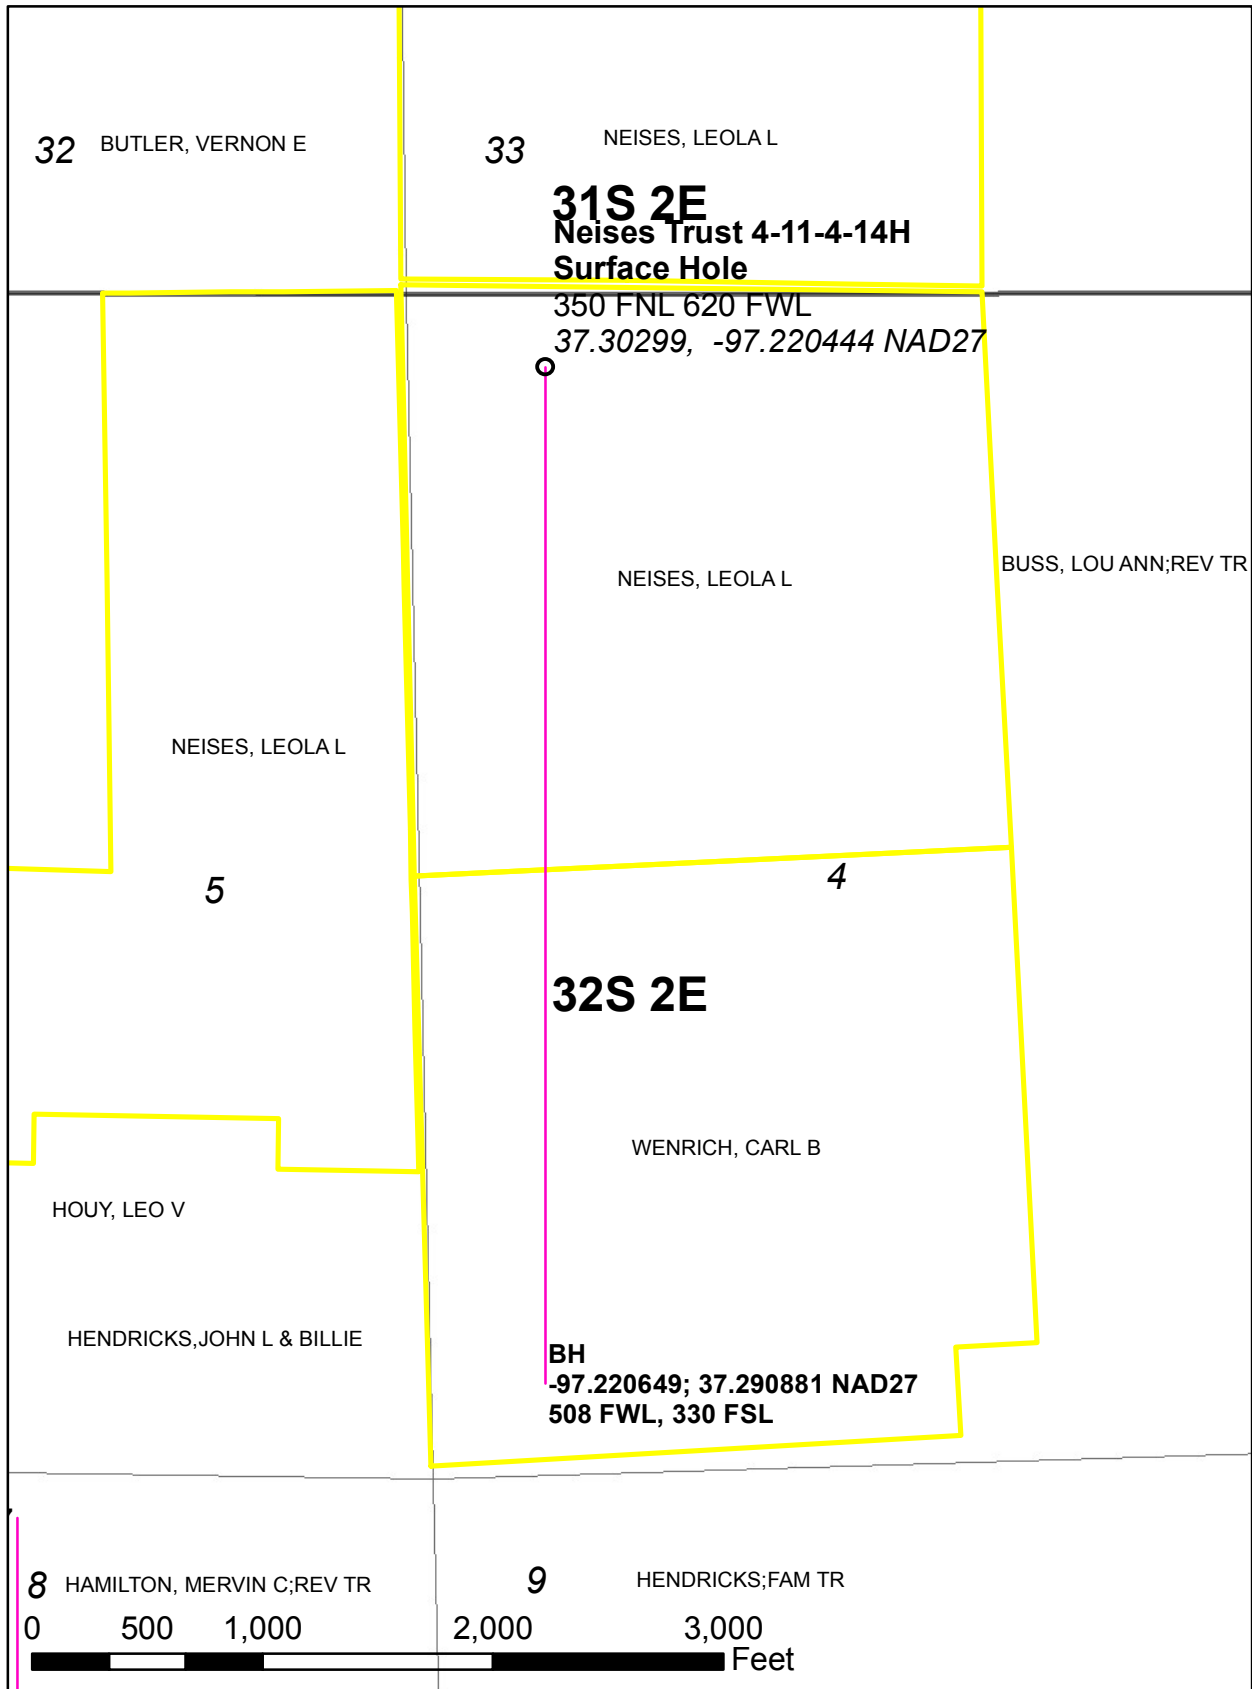 32 BUTLER, VERNON E
33
NEISES, LEOLA L
31S 2E
Neises Trust 4-11-4-14H
Surface Hole
350 FNL 620 FWL
37.30299, -97.220444 NAD27
BUSS, LOU ANN;REV TR
NEISES, LEOLA L
NEISES, LEOLA L
5
4
32S 2E
WENRICH, CARL B
HOUY, LEO V
HENDRICKS,JOHN L & BILLIE
BH
-97.220649; 37.290881 NAD27
508 FWL, 330 FSL
8 HAMILTON, MERVIN C;REV TR
9
HENDRICKS;FAM TR
0 500 1,000 2,000 3,000
Feet